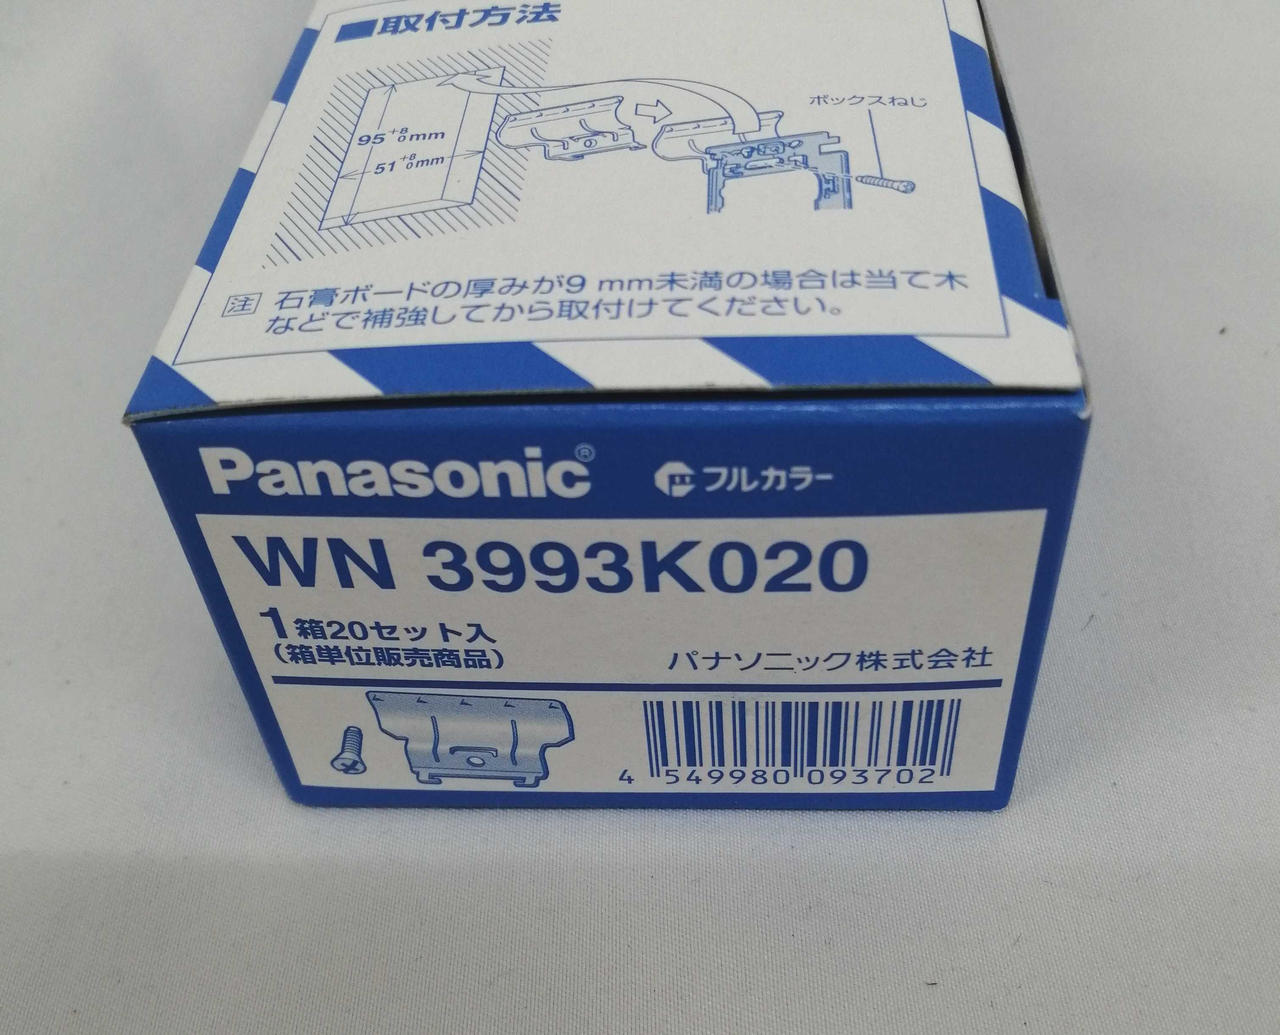 ■取付方法
ボックスねじ
95 +8 0 mm
51 +8 0 mm
注 石膏ボードの厚みが9 mm未満の場合は当て木
などで補強してから取付けてください。
Panasonic® フルカラー
WN 3993K020
1箱20セット入
(箱単位販売商品)
パナソニック株式会社
4 549980 093702